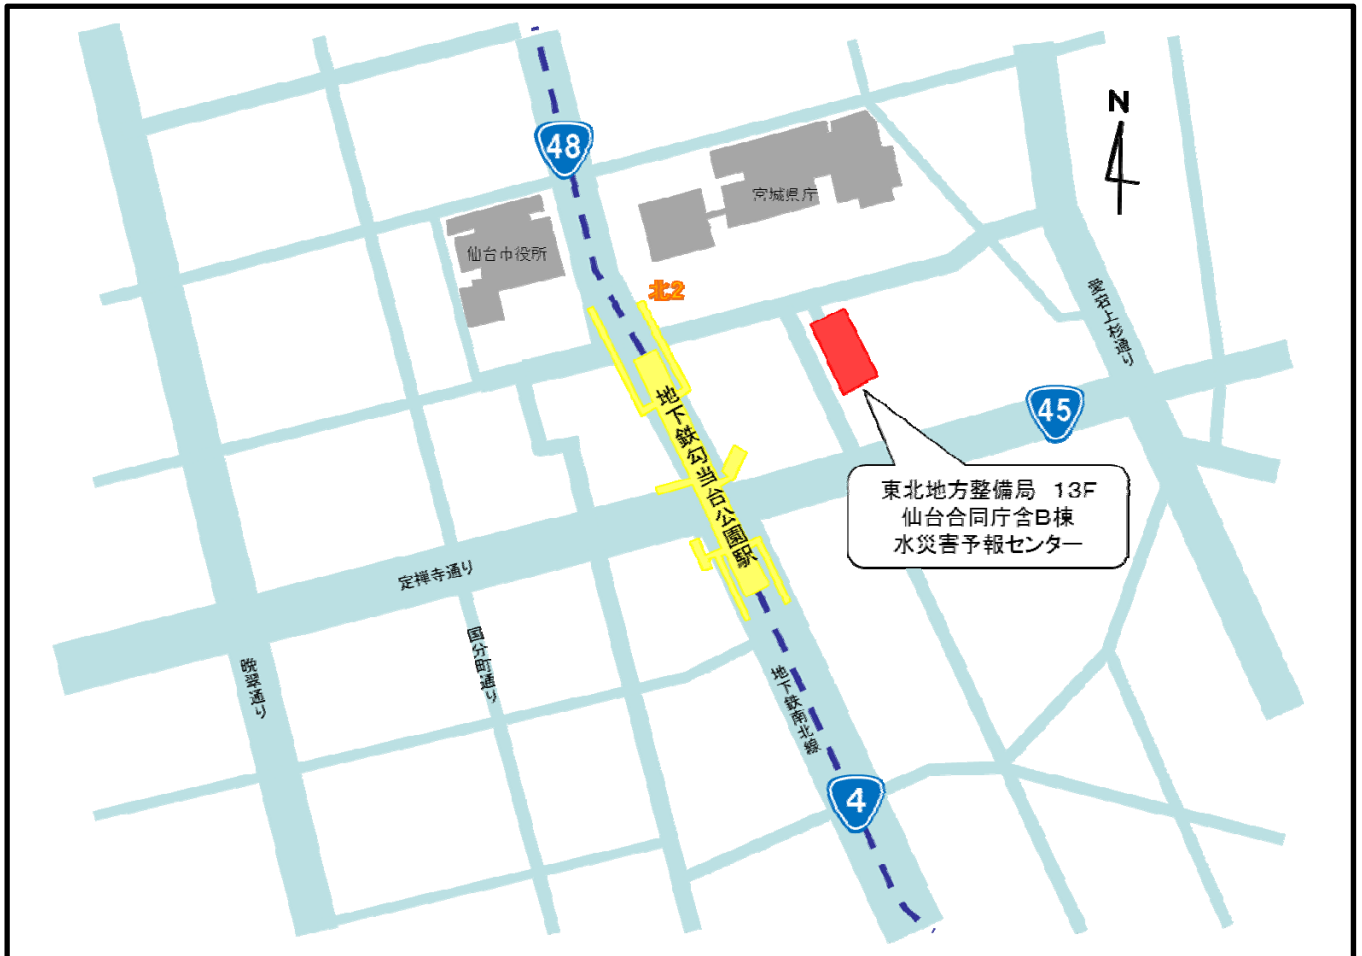 N
48
宮城県庁
仙台市役所
北2
愛宕上杉通り
地下鉄勾当台公園駅
45
東北地方整備局 13F
仙台合同庁舎B棟
水災害予報センター
定禅寺通り
国分町通り
晩翠通り
地下鉄南北線
4